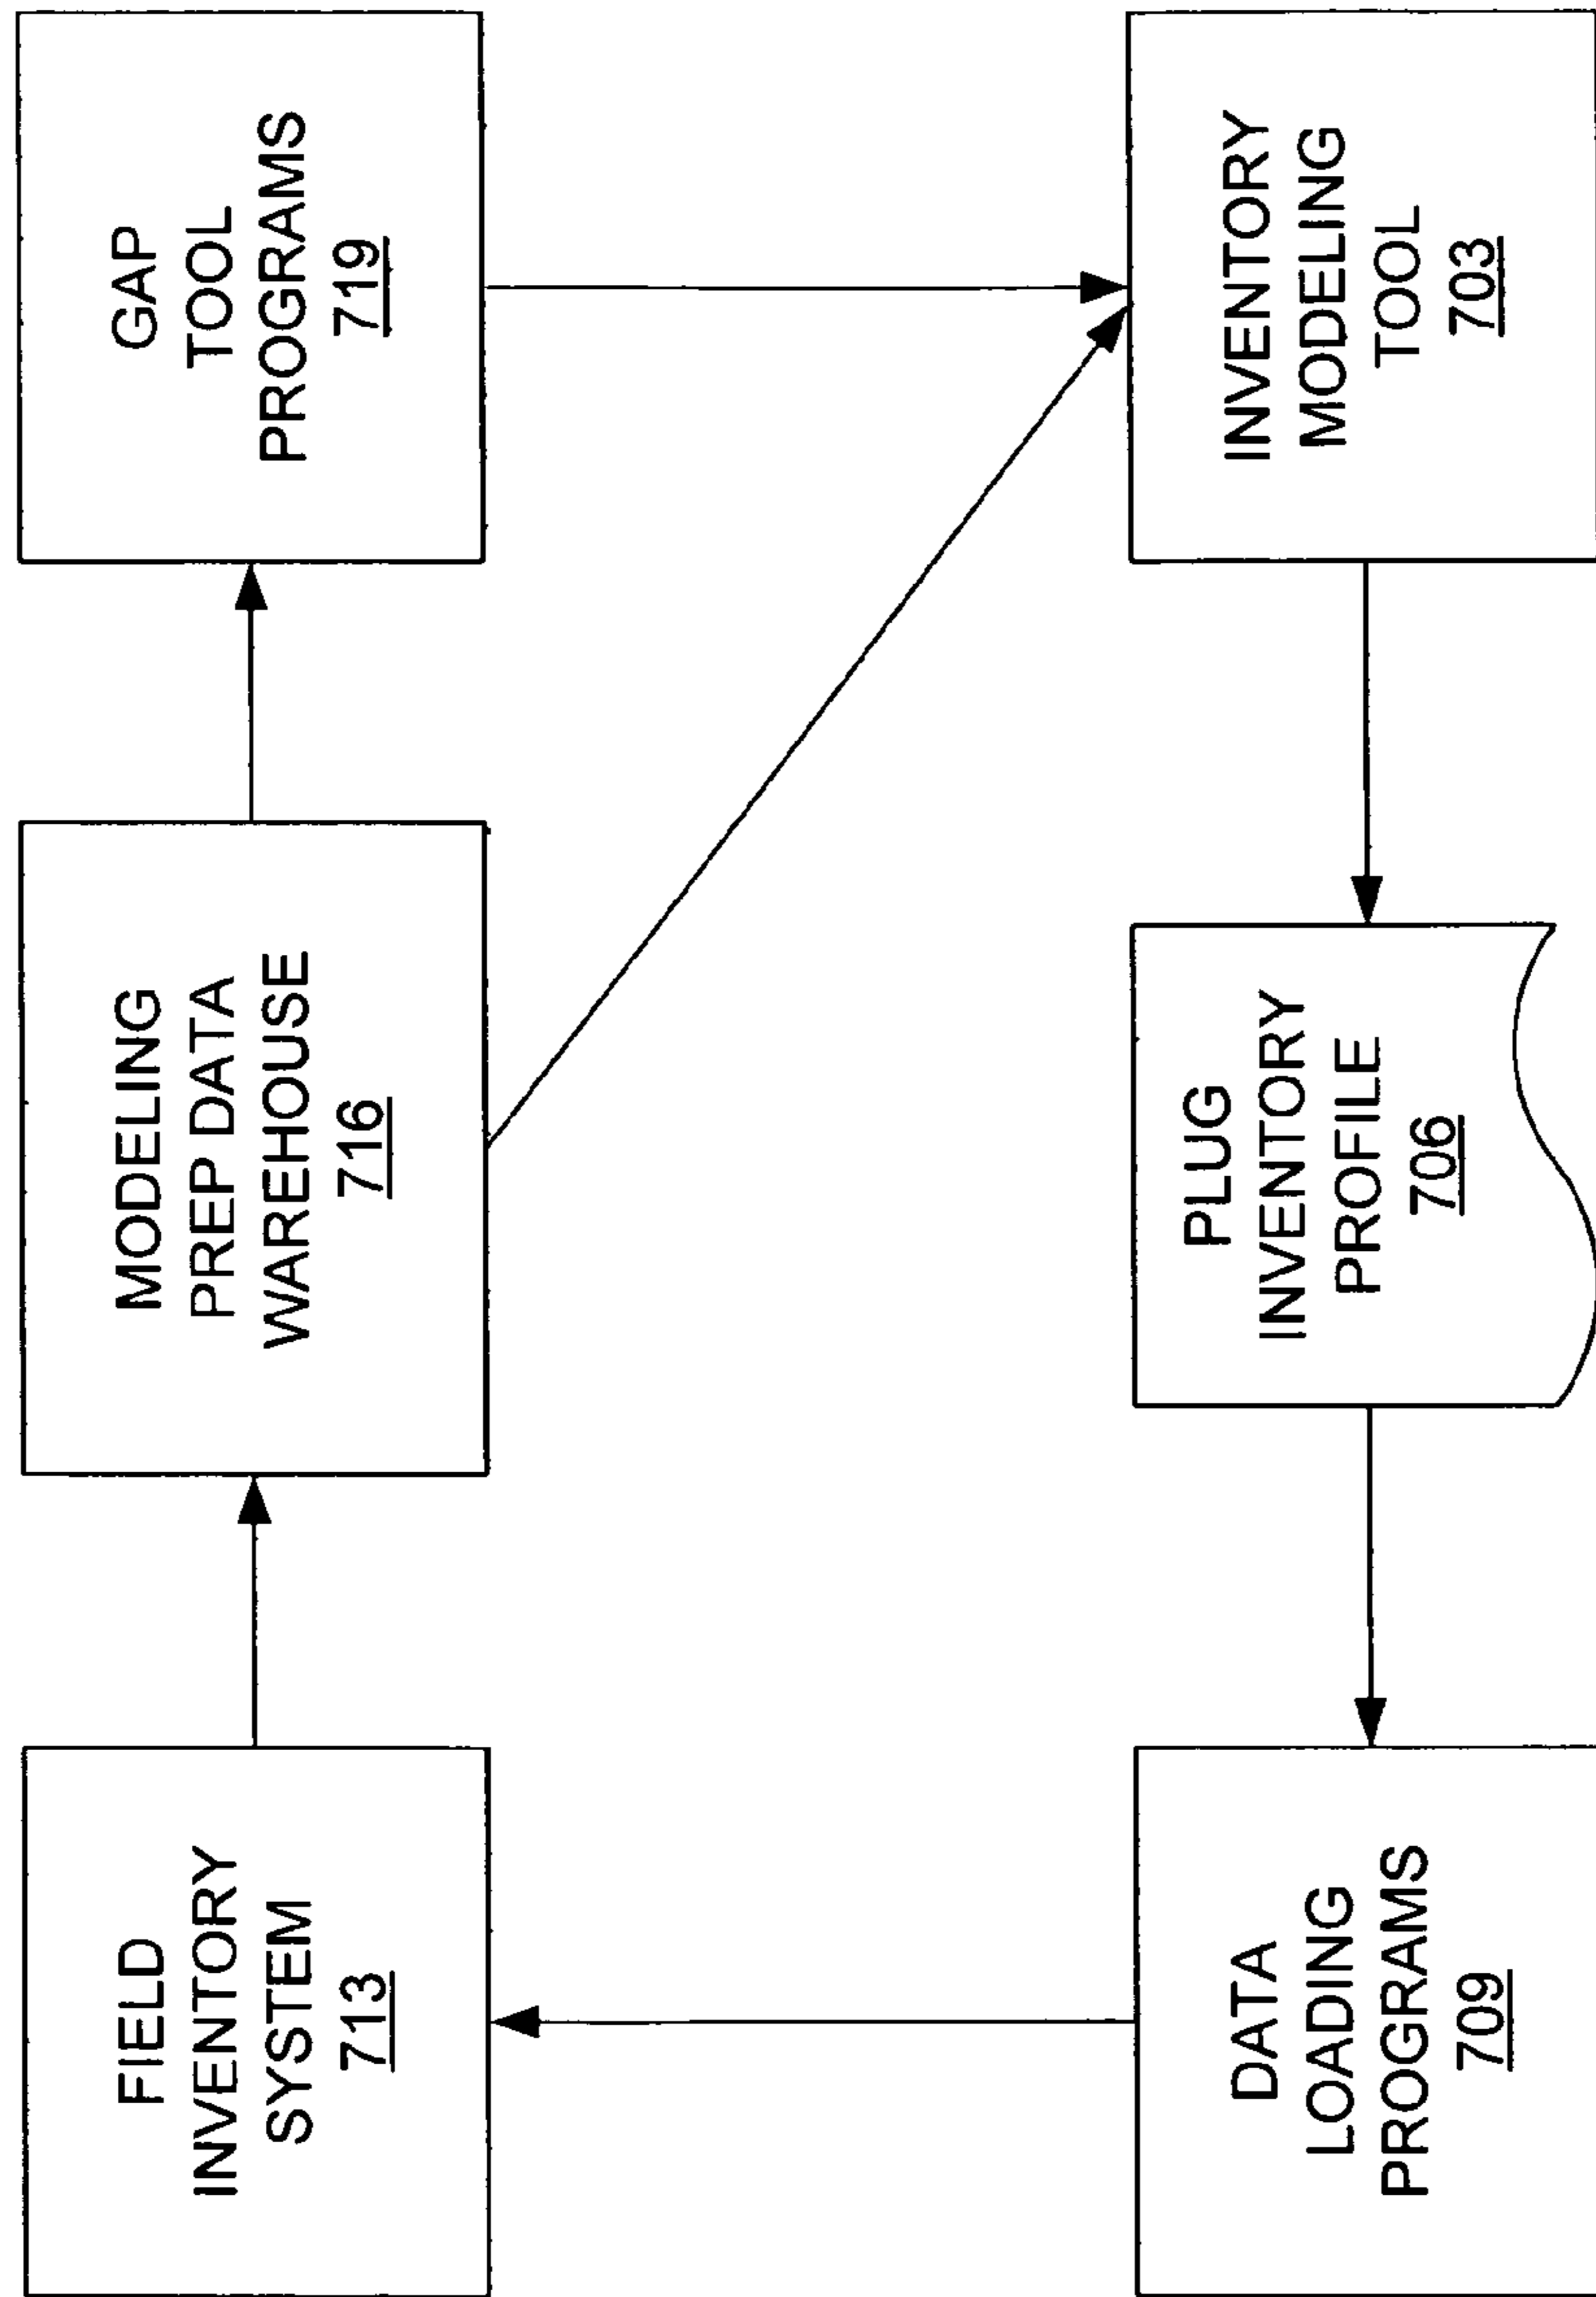 FIELD
INVENTORY
SYSTEM
713
MODELING
PREP DATA
WAREHOUSE
716
GAP
TOOL
PROGRAMS
719
DATA
LOADING
PROGRAMS
709
PLUG
INVENTORY
PROFILE
706
INVENTORY
MODELING
TOOL
703